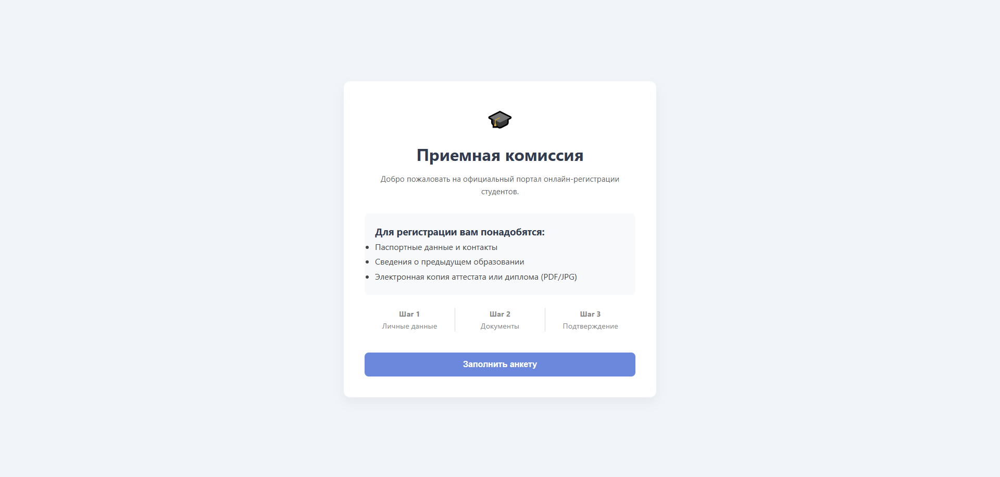 Приемная комиссия
Добро пожаловать на официальный портал онлайн-регистрации
студентов.
Для регистрации вам понадобятся:
Паспортные данные и контакты
Сведения о предыдущем образовании
Электронная копия аттестата или диплома (PDF/JPG)
Шаг 1
Личные данные
Шаг 2
Документы
Шаг 3
Подтверждение
Заполнить анкету